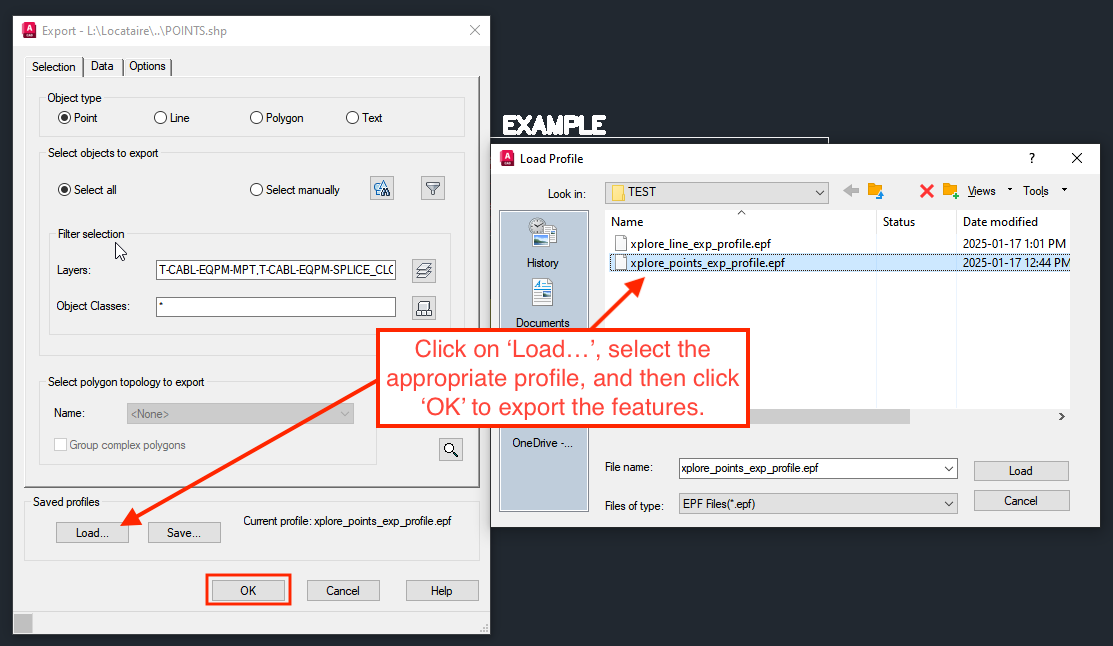 Export - L:\Locataire\..\POINTS.shp
Selection
Data
Options
Object type
Point
Line
Polygon
Text
Select objects to export
Select all
Select manually
Filter selection
Layers:
T-CABL-EQPM-MPT,T-CABL-EQPM-SPLICE_CLO
Object Classes:
*
Select polygon topology to export
Name:
<None>
Group complex polygons
Saved profiles
Load...
Save...
Current profile: xplore_points_exp_profile.epf
OK
Cancel
Help
EXAMPLE
Load Profile
?
Look in:
TEST
Views
Tools
History
Documents
OneDrive -...
Name
Status
Date modified
xplore_line_exp_profile.epf
2025-01-17 1:01 PM
xplore_points_exp_profile.epf
2025-01-17 12:44 PM
Click on ‘Load…’, select the
appropriate profile, and then click
‘OK’ to export the features.
File name:
xplore_points_exp_profile.epf
Load
Files of type:
EPF Files(*.epf)
Cancel